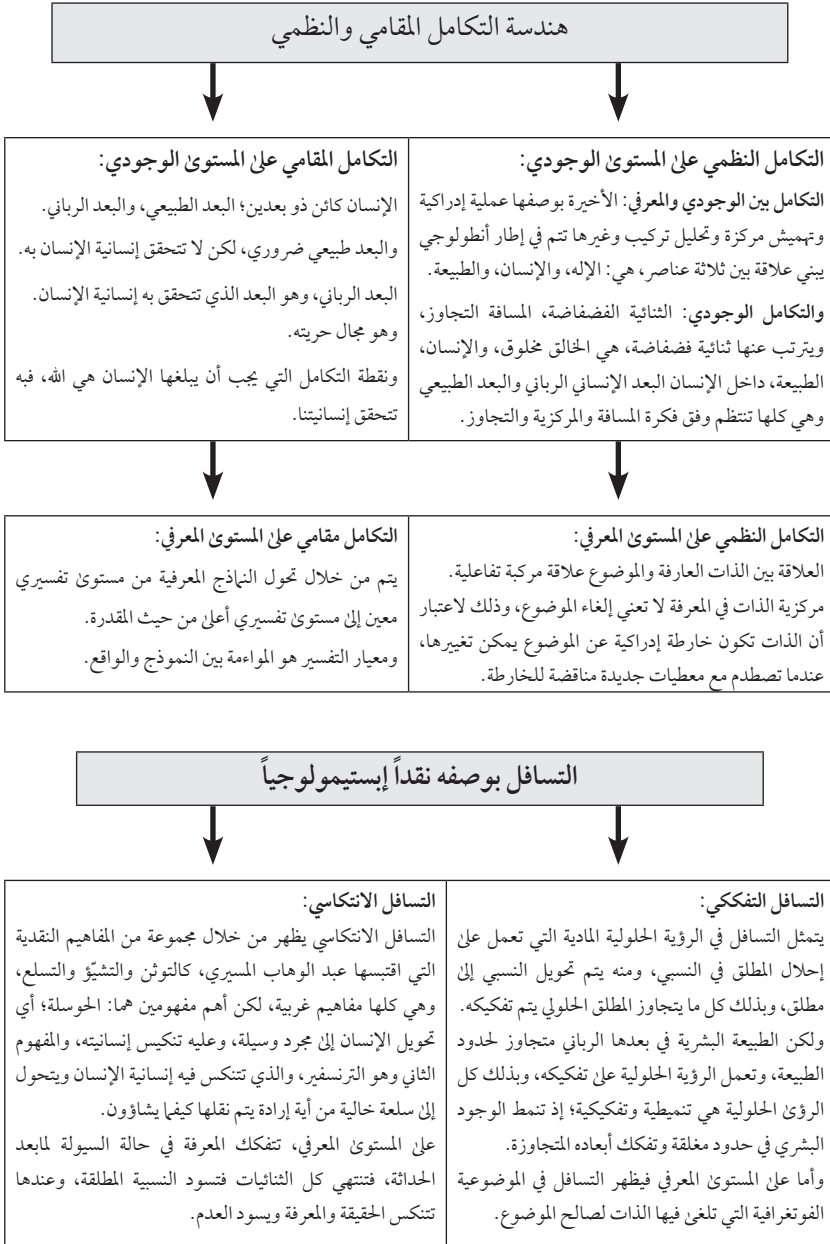 هندسة التكامل المقامي والنظمي
التكامل النظمي علىٰ المستوىٰ الوجودي:
التكامل بين الوجودي والمعرفي: الأخيرة بوصفها عملية إدراكية
وتهميش مركزة وتحليل تركيب وغيرها تتم في إطار أنطولوجي
يبني علاقة بين ثلاثة عناصر، هي: الإله، والإنسان، والطبيعة.
والتكامل الوجودي: الثنائية الفضفاضة، المسافة التجاوز،
ويترتب عنها ثنائية فضفاضة، هي الخالق مخلوق، والإنسان،
الطبيعة، داخل الإنسان البعد الإنساني الرباني والبعد الطبيعي
وهي كلها تنتظم وفق فكرة المسافة والمركزية والتجاوز.
التكامل المقامي علىٰ المستوىٰ الوجودي:
الإنسان كائن ذو بعدين؛ البعد الطبيعي، والبعد الرباني.
والبعد طبيعي ضروري، لكن لا تتحقق إنسانية الإنسان به.
البعد الرباني، وهو البعد الذي تتحقق به إنسانية الإنسان.
وهو مجال حريته.
ونقطة التكامل التي يجب أن يبلغها الإنسان هي الله، فبه
تتحقق إنسانيتنا.
التكامل النظمي علىٰ المستوىٰ المعرفي:
العلاقة بين الذات العارفة والموضوع علاقة مركبة تفاعلية.
مركزية الذات في المعرفة لا تعني إلغاء الموضوع، وذلك لاعتبار
أن الذات تكون خارطة إدراكية عن الموضوع يمكن تغييرها،
عندما تصطدم مع معطيات جديدة مناقضة للخارطة.
التكامل مقامي علىٰ المستوىٰ المعرفي:
يتم من خلال تحول النماذج المعرفية من مستوىٰ تفسيري
معين إلىٰ مستوىٰ تفسيري أعلىٰ من حيث المقدرة.
ومعيار التفسير هو المواءمة بين النموذج والواقع.
التسافل بوصفه نقداً إبستيمولوجياً
التسافل التفككي:
يتمثل التسافل في الرؤية الحلولية المادية التي تعمل علىٰ
إحلال المطلق في النسبي، ومنه يتم تحويل النسبي إلىٰ
مطلق، وبذلك كل ما يتجاوز المطلق الحلولي يتم تفكيكه.
ولكن الطبيعة البشرية في بعدها الرباني متجاوز لحدود
الطبيعة، وتعمل الرؤية الحلولية علىٰ تفكيكه، وبذلك كل
الرؤىٰ الحلولية هي تنميطية وتفكيكية؛ إذ تنمط الوجود
البشري في حدود مغلقة وتفكك أبعاده المتجاوزة.
وأما علىٰ المستوىٰ المعرفي فيظهر التسافل في الموضوعية
الفوتغرافية التي تلغىٰ فيها الذات لصالح الموضوع.
التسافل الانتكاسي:
التسافل الانتكاسي يظهر من خلال مجموعة من المفاهيم النقدية
التي اقتبسها عبد الوهاب المسيري، كالتوثن والتشيّؤ والتسلع،
وهي كلها مفاهيم غربية، لكن أهم مفهومين هما: الحوسلة؛ أي
تحويل الإنسان إلىٰ مجرد وسيلة، وعليه تنكيس إنسانيته، والمفهوم
الثاني وهو الترنسفير، والذي تتنكس فيه إنسانية الإنسان ويتحول
إلىٰ سلعة خالية من أية إرادة يتم نقلها كيفما يشاؤون.
علىٰ المستوىٰ المعرفي، تتفكك المعرفة في حالة السيولة لمابعد
الحداثة، فتنتهي كل الثنائيات فتسود النسبية المطلقة، وعندها
تتنكس الحقيقة والمعرفة ويسود العدم.